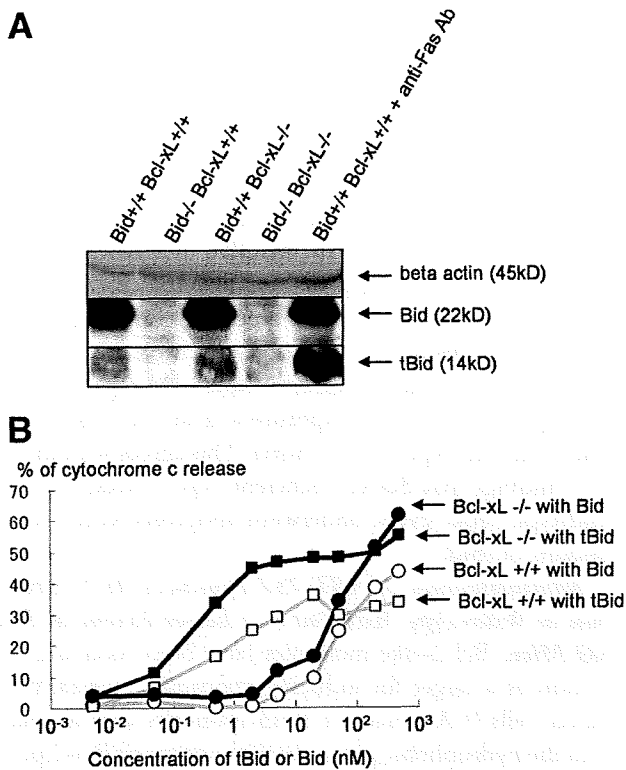 A
Bid+/+ Bcl-xL+/+
Bid-/- Bcl-xL+/+
Bid+/+ Bcl-xL-/-
Bid-/- Bcl-xL-/-
Bid+/+ Bcl-xL+/+ + anti-Fas Ab
beta actin (45kD)
Bid (22kD)
tBid (14kD)
B
% of cytochrome c release
70
60
50
40
30
20
10
0
Bcl-xL -/- with Bid
Bcl-xL -/- with tBid
Bcl-xL +/+ with Bid
Bcl-xL +/+ with tBid
10-3 10-2 10-1 1 10 102 103
Concentration of tBid or Bid (nM)